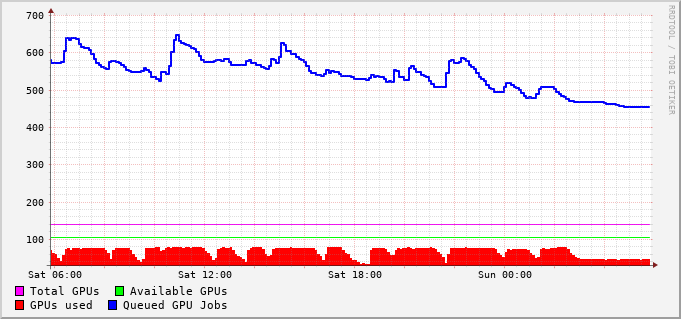 700
600
500
400
300
200
100
Sat 06:00 Sat 12:00 Sat 18:00 Sun 00:00
Total GPUs Available GPUs
GPUs used Queued GPU Jobs
RRDTOOL / TOBI OETIKER